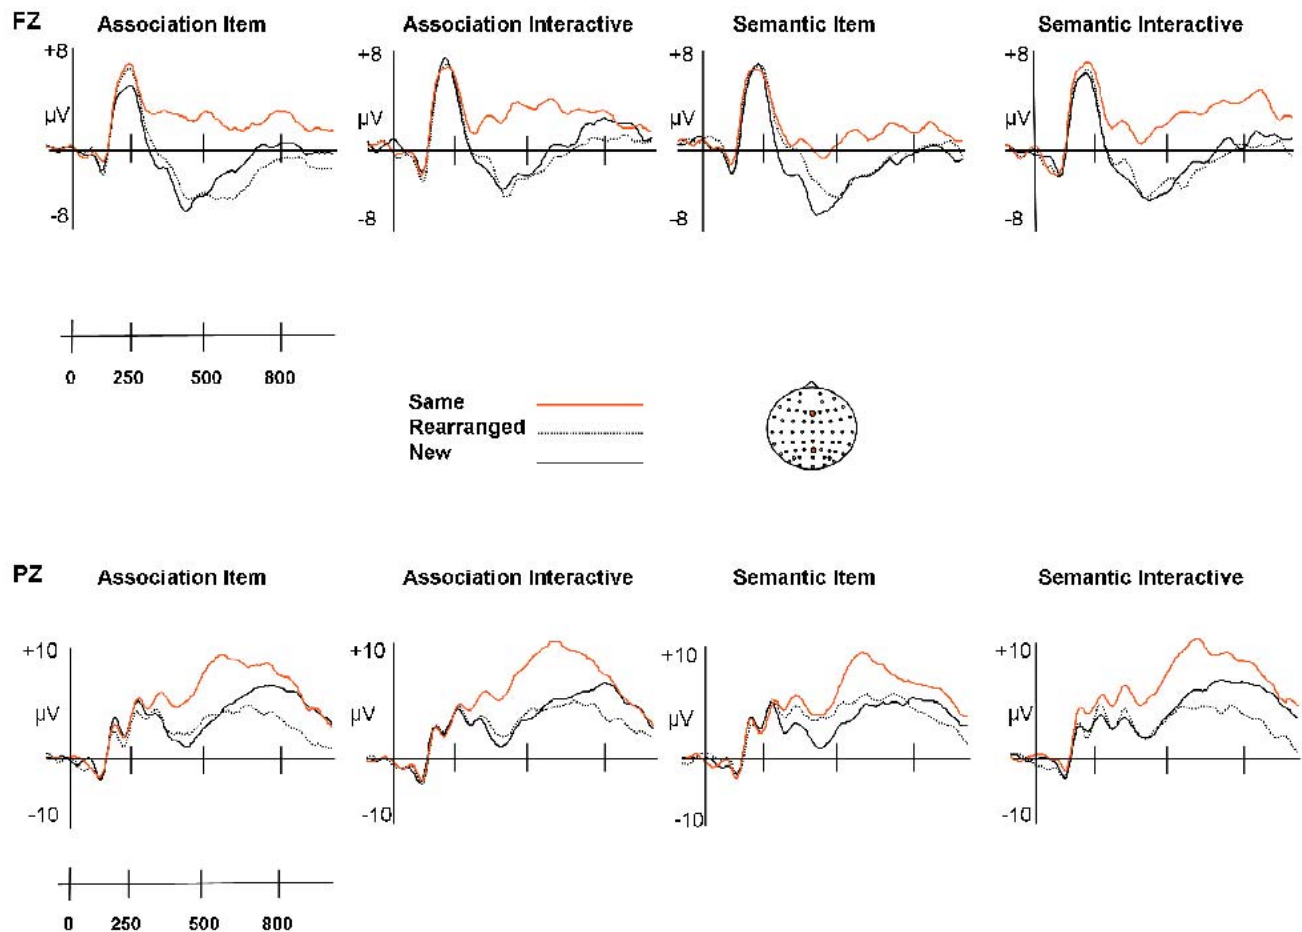 FZ
Association Item
Association Interactive
Semantic Item
Semantic Interactive
+8
+8
+8
+8
µV
µV
µV
µV
-8
-8
-8
-8
0 250 500 800
Same
Rearranged
New
PZ
Association Item
Association Interactive
Semantic Item
Semantic Interactive
+10
+10
+10
+10
µV
µV
µV
µV
-10
-10
-10
-10
0 250 500 800